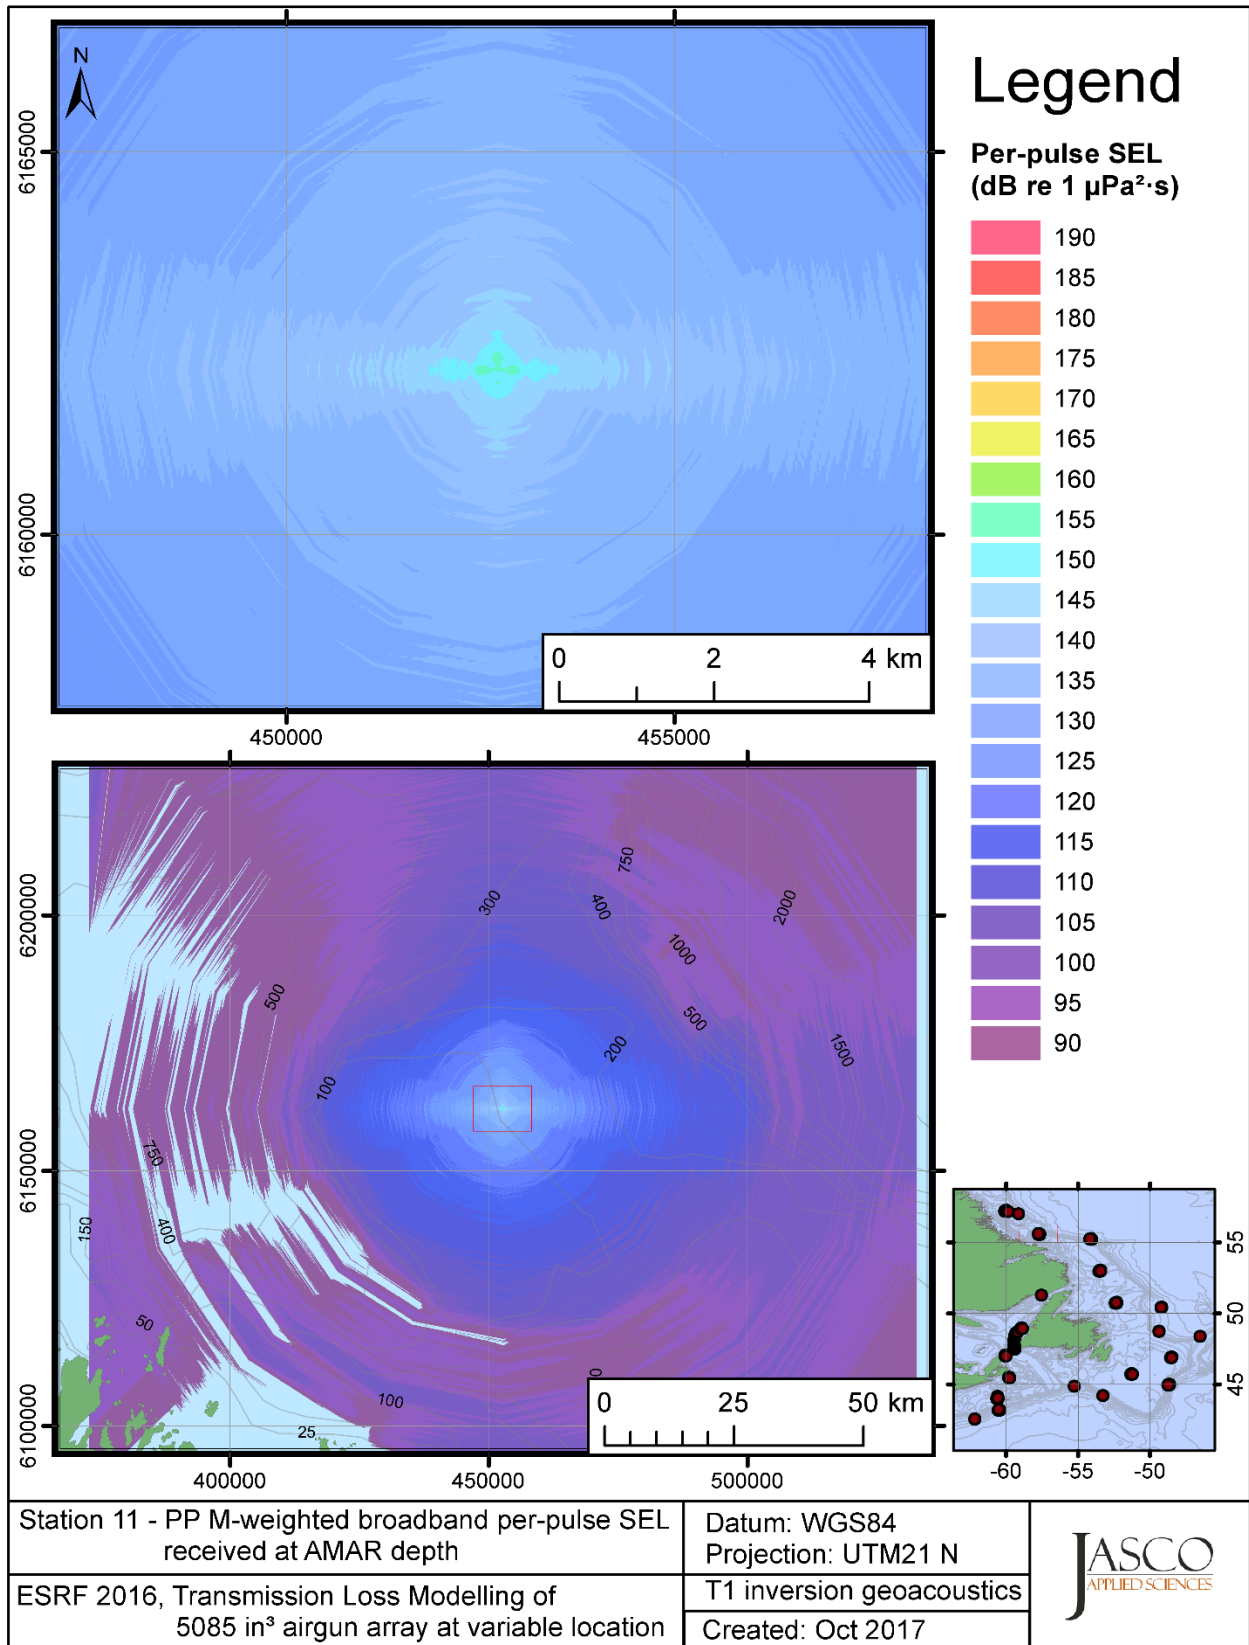 N
6165000
6160000
0 2 4 km
450000 455000
Legend
Per-pulse SEL
(dB re 1 µPa²·s)
190
185
180
175
170
165
160
155
150
145
140
135
130
125
120
115
110
105
100
95
90
6200000
6150000
6100000
300
400
750
1000
2000
500
500
200
1500
100
750
400
150
50
100
25
0 25 50 km
400000 450000 500000
55
50
45
-60 -55 -50
Station 11 - PP M-weighted broadband per-pulse SEL
received at AMAR depth
ESRF 2016, Transmission Loss Modelling of
5085 in³ airgun array at variable location
Datum: WGS84
Projection: UTM21 N
T1 inversion geoacoustics
Created: Oct 2017
JASCO
APPLIED SCIENCES